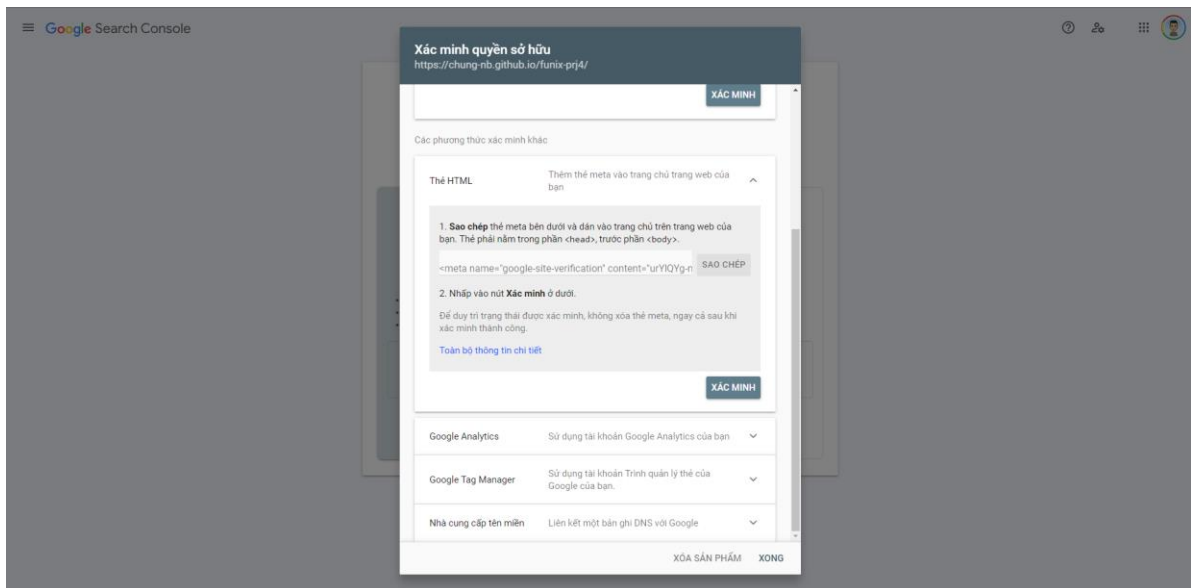 Google Search Console
Xác minh quyền sở hữu
https://chung-nb.github.io/funix-prj4/
XÁC MINH
Các phương thức xác minh khác
Thẻ HTML
Thêm thẻ meta vào trang chủ trang web của
bạn
1. Sao chép thẻ meta bên dưới và dán vào trang chủ trên trang web của
bạn. Thẻ phải nằm trong phần <head>, trước phần <body>.
<meta name="google-site-verification" content="urYIQYg-n
SAO CHÉP
2. Nhấp vào nút Xác minh ở dưới.
Để duy trì trạng thái được xác minh, không xóa thẻ meta, ngay cả sau khi
xác minh thành công.
Toàn bộ thông tin chi tiết
XÁC MINH
Google Analytics
Sử dụng tài khoản Google Analytics của bạn
Google Tag Manager
Sử dụng tài khoản Trình quản lý thẻ của
Google của bạn.
Nhà cung cấp tên miền
Liên kết một bản ghi DNS với Google
XÓA SẢN PHẨM
XONG